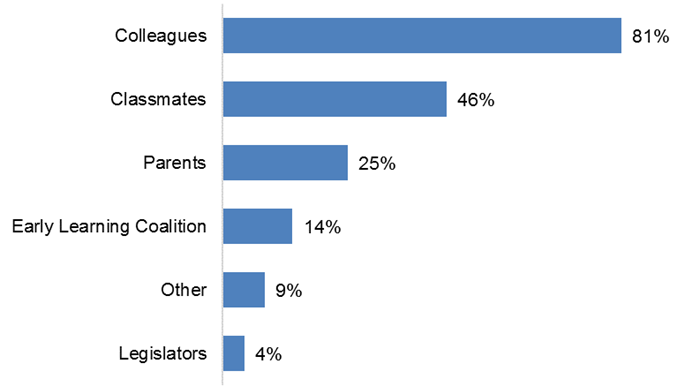 Colleagues 81%
Classmates 46%
Parents 25%
Early Learning Coalition 14%
Other 9%
Legislators 4%